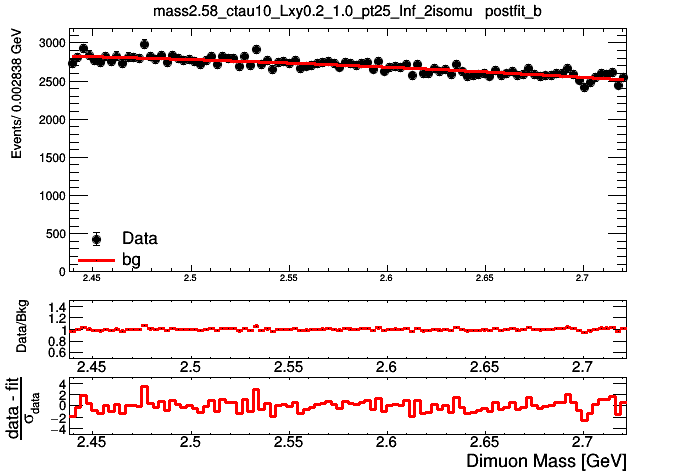 mass2.58_ctau10_Lxy0.2_1.0_pt25_Inf_2isomu postfit_b
Events/ 0.002838 GeV
3000
2500
2000
1500
1000
500
0
Data
bg
2.45 2.5 2.55 2.6 2.65 2.7
Data/Bkg
1.4
1.2
1
0.8
0.6
2.45 2.5 2.55 2.6 2.65 2.7
data - fit
σdata
4
2
0
−2
−4
2.45 2.5 2.55 2.6 2.65 2.7
Dimuon Mass [GeV]